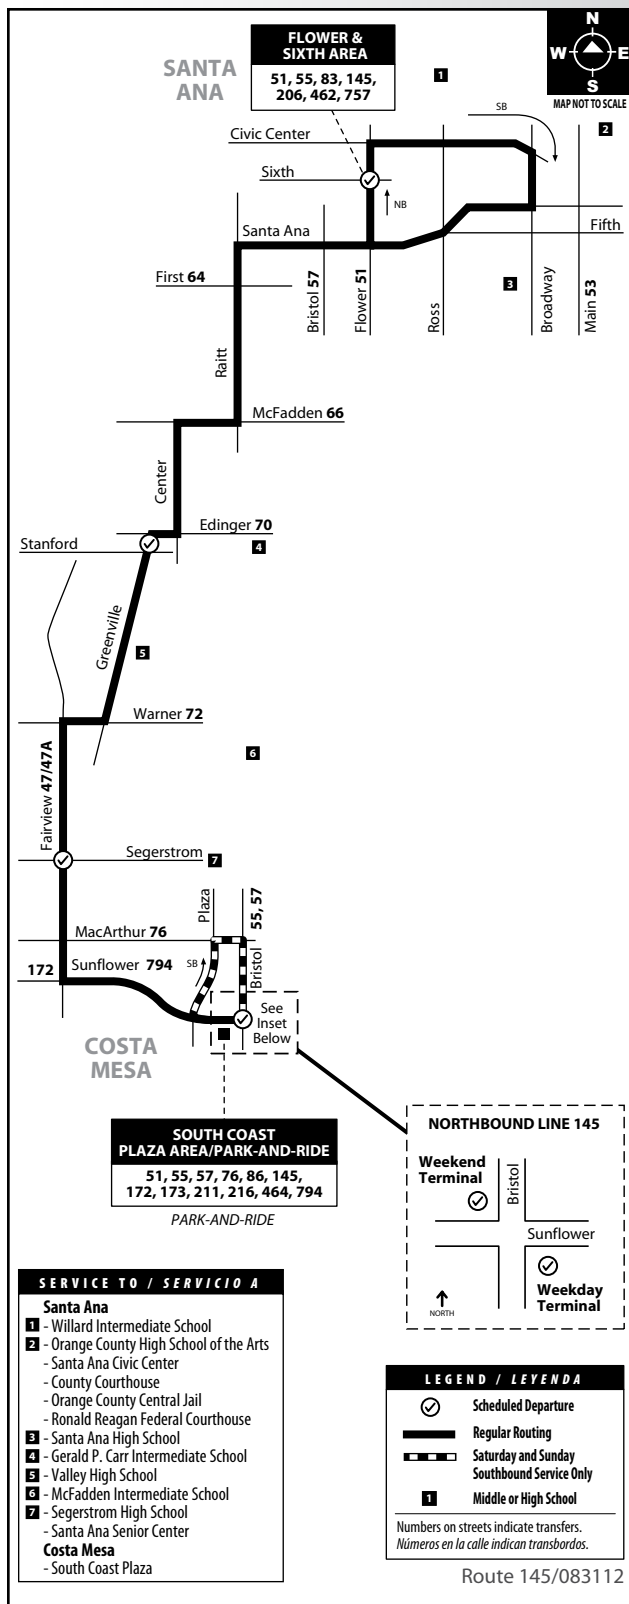 N
W E
S
MAP NOT TO SCALE
SANTA
ANA
FLOWER &
SIXTH AREA
51, 55, 83, 145,
206, 462, 757
1
SB
2
Civic Center
Sixth
NB
Santa Ana
Fifth
First 64
Bristol 57
Flower 51
Ross
3
Broadway
Main 53
Raitt
McFadden 66
Center
Edinger 70
Stanford
4
Greenville
5
Warner 72
6
Fairview 47/47A
Segerstrom
7
Plaza
55, 57
MacArthur 76
Bristol
172
Sunflower 794
SB
See
Inset
Below
COSTA
MESA
SOUTH COAST
PLAZA AREA/PARK-AND-RIDE
51, 55, 57, 76, 86, 145,
172, 173, 211, 216, 464, 794
PARK-AND-RIDE
NORTHBOUND LINE 145
Weekend
Terminal
Bristol
Sunflower
Weekday
Terminal
NORTH
SERVICE TO / SERVICIO A
Santa Ana
1 - Willard Intermediate School
2 - Orange County High School of the Arts
- Santa Ana Civic Center
- County Courthouse
- Orange County Central Jail
- Ronald Reagan Federal Courthouse
3 - Santa Ana High School
4 - Gerald P. Carr Intermediate School
5 - Valley High School
6 - McFadden Intermediate School
7 - Segerstrom High School
- Santa Ana Senior Center
Costa Mesa
- South Coast Plaza
LEGEND / LEYENDA
Scheduled Departure
Regular Routing
Saturday and Sunday
Southbound Service Only
1 Middle or High School
Numbers on streets indicate transfers.
Números en la calle indican transbordos.
Route 145/083112